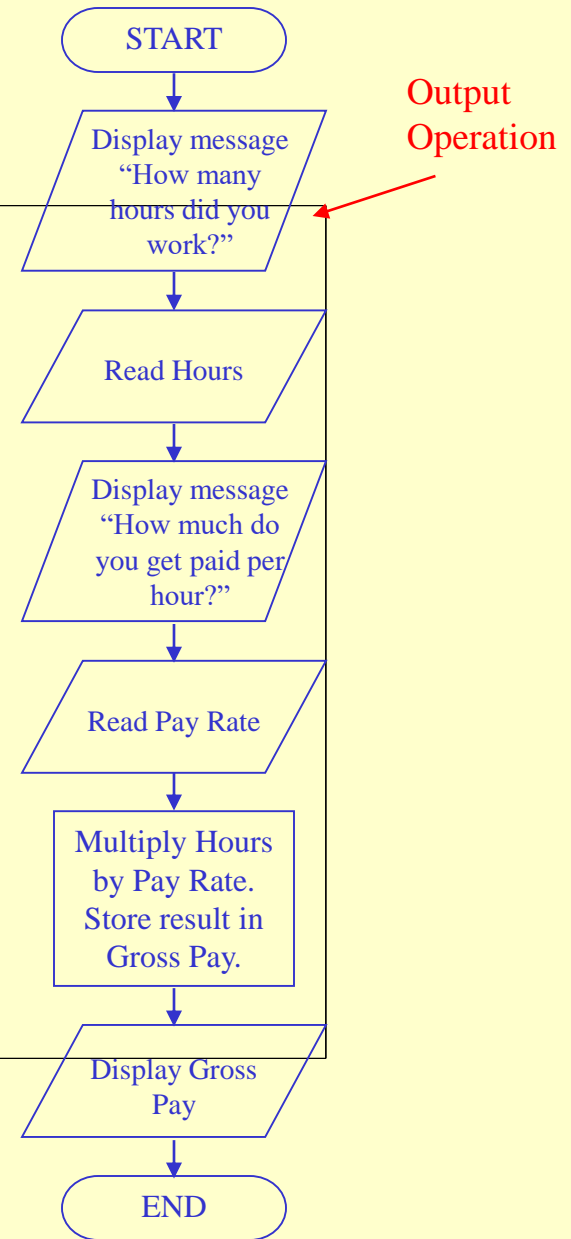 START
Output
Operation
Display message
“How many
hours did you
work?”
Read Hours
Display message
“How much do
you get paid per
hour?”
Read Pay Rate
Multiply Hours
by Pay Rate.
Store result in
Gross Pay.
Display Gross
Pay
END